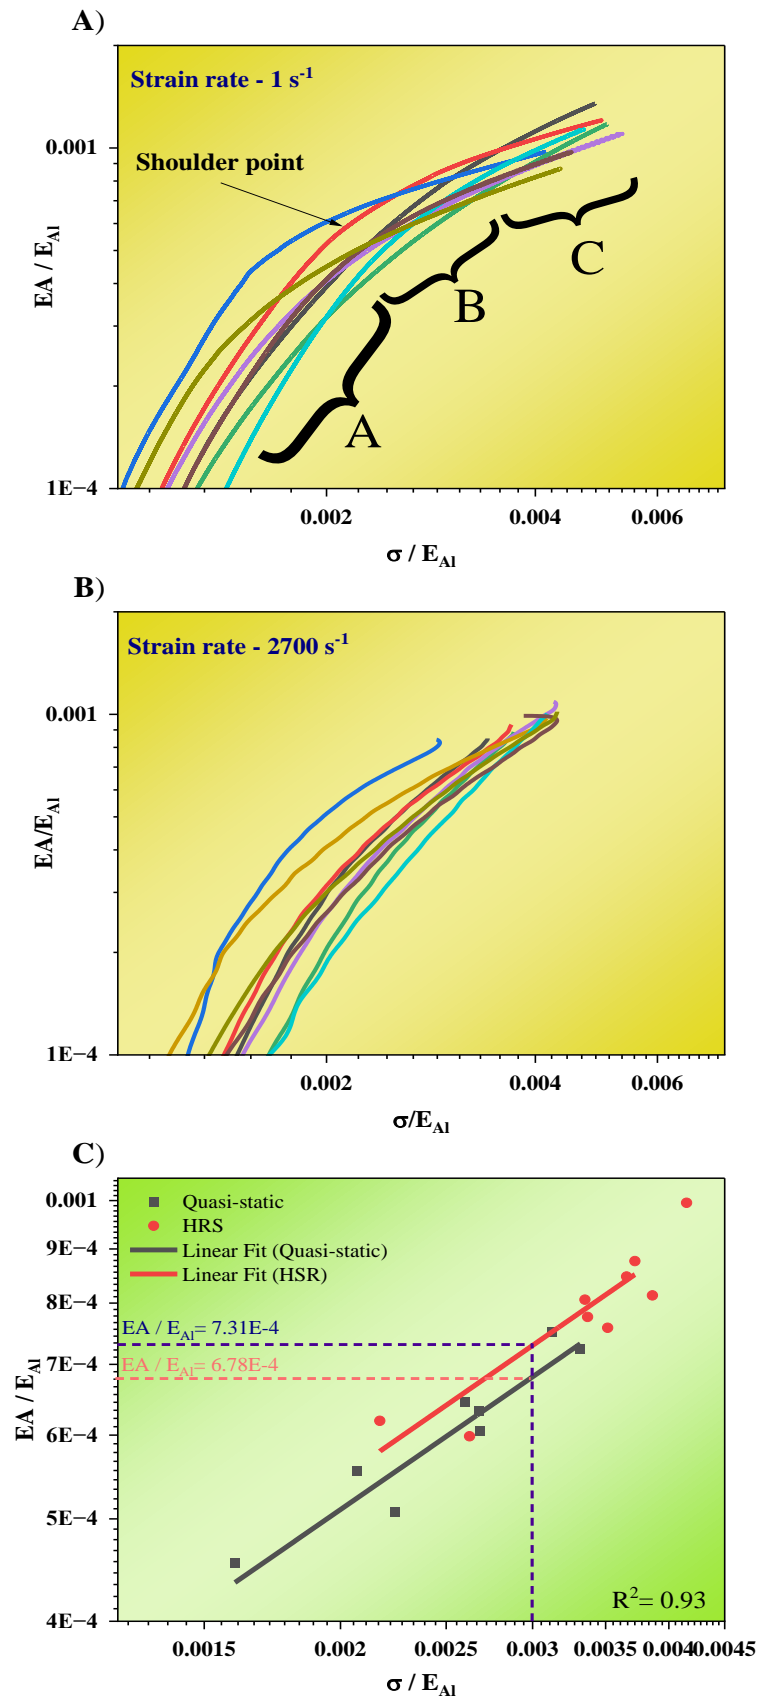 A)
Strain rate - 1 s-1
Shoulder point
0.001
1E-4
EA / EAl
A
B
C
0.002 0.004 0.006
σ / EAl
B)
Strain rate - 2700 s-1
0.001
1E-4
EA/EAl
0.002 0.004 0.006
σ/EAl
C)
Quasi-static
HRS
Linear Fit (Quasi-static)
Linear Fit (HSR)
EA / EAl= 7.31E-4
EA / EAl= 6.78E-4
0.001
9E-4
8E-4
7E-4
6E-4
5E-4
4E-4
EA / EAl
R2= 0.93
0.0015 0.002 0.0025 0.003 0.0035 0.004 0.0045
σ / EAl